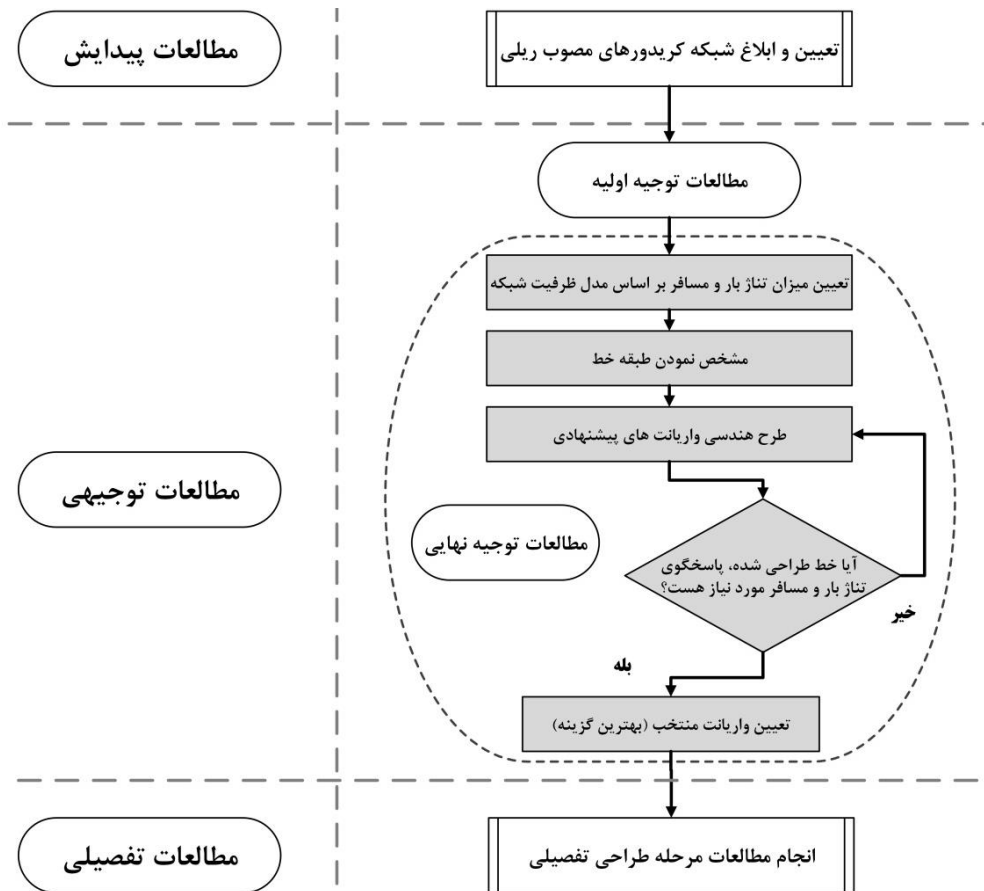 مطالعات پیدایش
تعیین و ابلاغ شبکه کریدورهای مصوب ریلی
مطالعات توجیه اولیه
تعیین میزان تناژ بار و مسافر بر اساس مدل ظرفیت شبکه
مشخص نمودن طبقه خط
طرح هندسی واریانت های پیشنهادی
مطالعات توجیهی
مطالعات توجیه نهایی
آیا خط طراحی شده، پاسخگوی
تناژ بار و مسافر مورد نیاز هست؟
خیر
بله
تعیین واریانت منتخب (بهترین گزینه)
مطالعات تفصیلی
انجام مطالعات مرحله طراحی تفصیلی